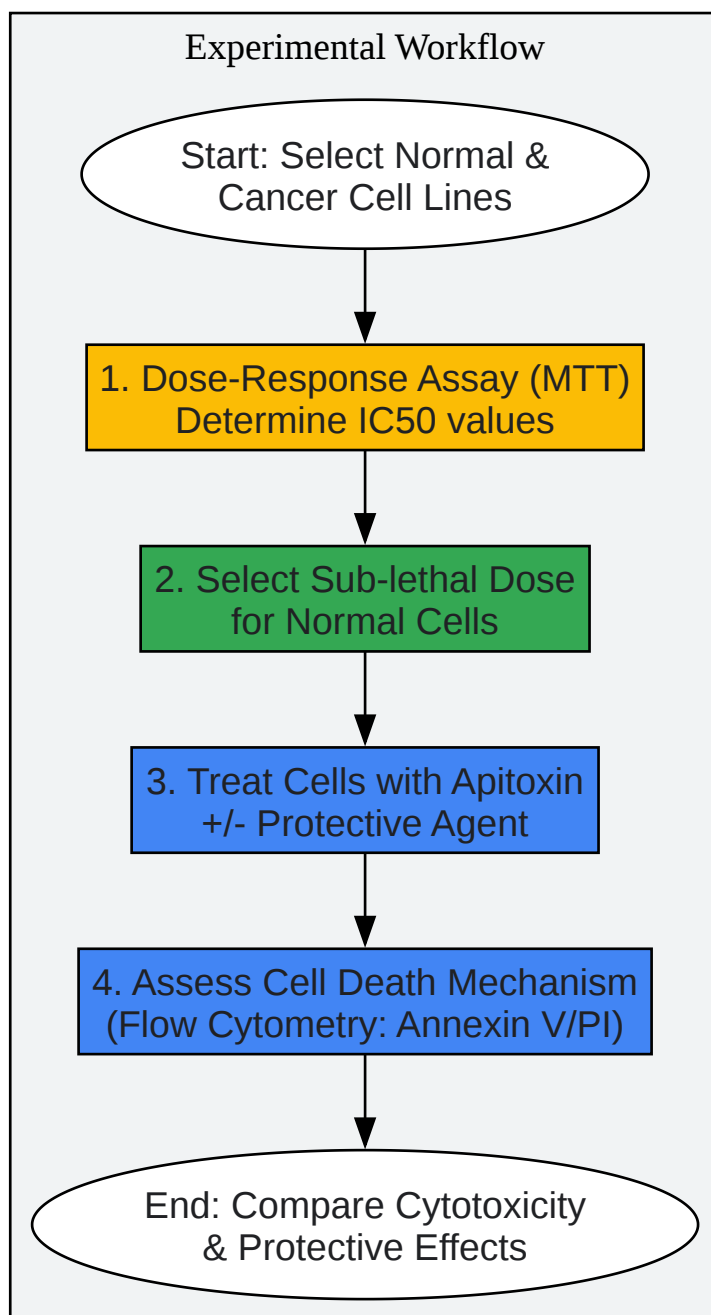 Experimental Workflow
Start: Select Normal &
Cancer Cell Lines
1. Dose-Response Assay (MTT)
Determine IC50 values
2. Select Sub-lethal Dose
for Normal Cells
3. Treat Cells with Apitoxin
+/- Protective Agent
4. Assess Cell Death Mechanism
(Flow Cytometry: Annexin V/PI)
End: Compare Cytotoxicity
& Protective Effects